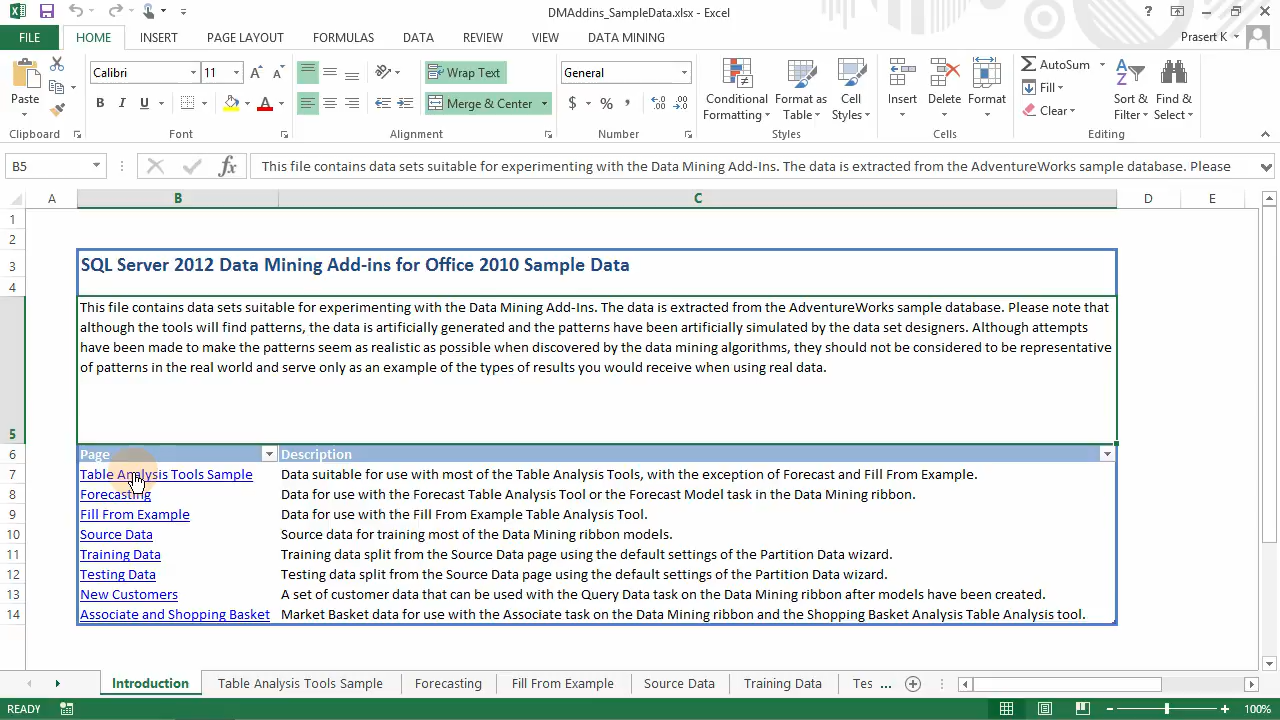 DMAddins_SampleData.xlsx - Excel
FILE HOME INSERT PAGE LAYOUT FORMULAS DATA REVIEW VIEW DATA MINING Prasert K
Paste
Clipboard
Calibri 11
B I U
Font
Wrap Text
Merge & Center
Alignment
General
$ % ,
Number
Conditional Formatting
Format as Table
Cell Styles
Styles
Insert Delete Format
Cells
AutoSum
Fill
Clear
Sort & Filter
Find & Select
Editing
B5 fx This file contains data sets suitable for experimenting with the Data Mining Add-Ins. The data is extracted from the AdventureWorks sample database. Please
A B C D E
1
2
3 SQL Server 2012 Data Mining Add-ins for Office 2010 Sample Data
4
This file contains data sets suitable for experimenting with the Data Mining Add-Ins. The data is extracted from the AdventureWorks sample database. Please note that
although the tools will find patterns, the data is artificially generated and the patterns have been artificially simulated by the data set designers. Although attempts
have been made to make the patterns seem as realistic as possible when discovered by the data mining algorithms, they should not be considered to be representative
of patterns in the real world and serve only as an example of the types of results you would receive when using real data.
5
6 Page Description
7 Table Analysis Tools Sample Data suitable for use with most of the Table Analysis Tools, with the exception of Forecast and Fill From Example.
8 Forecasting Data for use with the Forecast Table Analysis Tool or the Forecast Model task in the Data Mining ribbon.
9 Fill From Example Data for use with the Fill From Example Table Analysis Tool.
10 Source Data Source data for training most of the Data Mining ribbon models.
11 Training Data Training data split from the Source Data page using the default settings of the Partition Data wizard.
12 Testing Data Testing data split from the Source Data page using the default settings of the Partition Data wizard.
13 New Customers A set of customer data that can be used with the Query Data task on the Data Mining ribbon after models have been created.
14 Associate and Shopping Basket Market Basket data for use with the Associate task on the Data Mining ribbon and the Shopping Basket Analysis Table Analysis tool.
Introduction Table Analysis Tools Sample Forecasting Fill From Example Source Data Training Data Tes ...
READY 100%